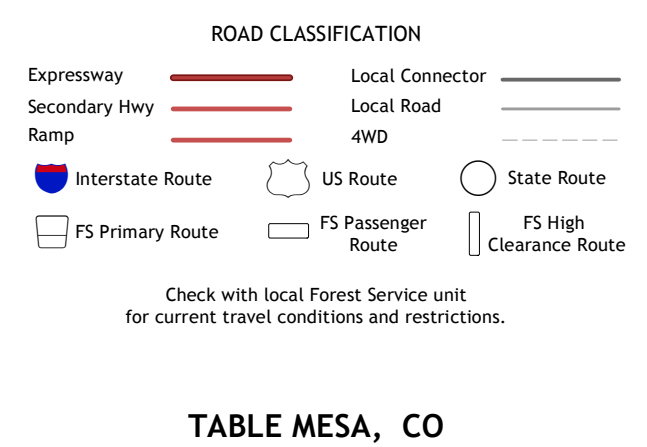 ROAD CLASSIFICATION
Expressway
Local Connector
Secondary Hwy
Local Road
Ramp
4WD
Interstate Route
US Route
State Route
FS Primary Route
FS Passenger
Route
FS High
Clearance Route
Check with local Forest Service unit
for current travel conditions and restrictions.
TABLE MESA, CO